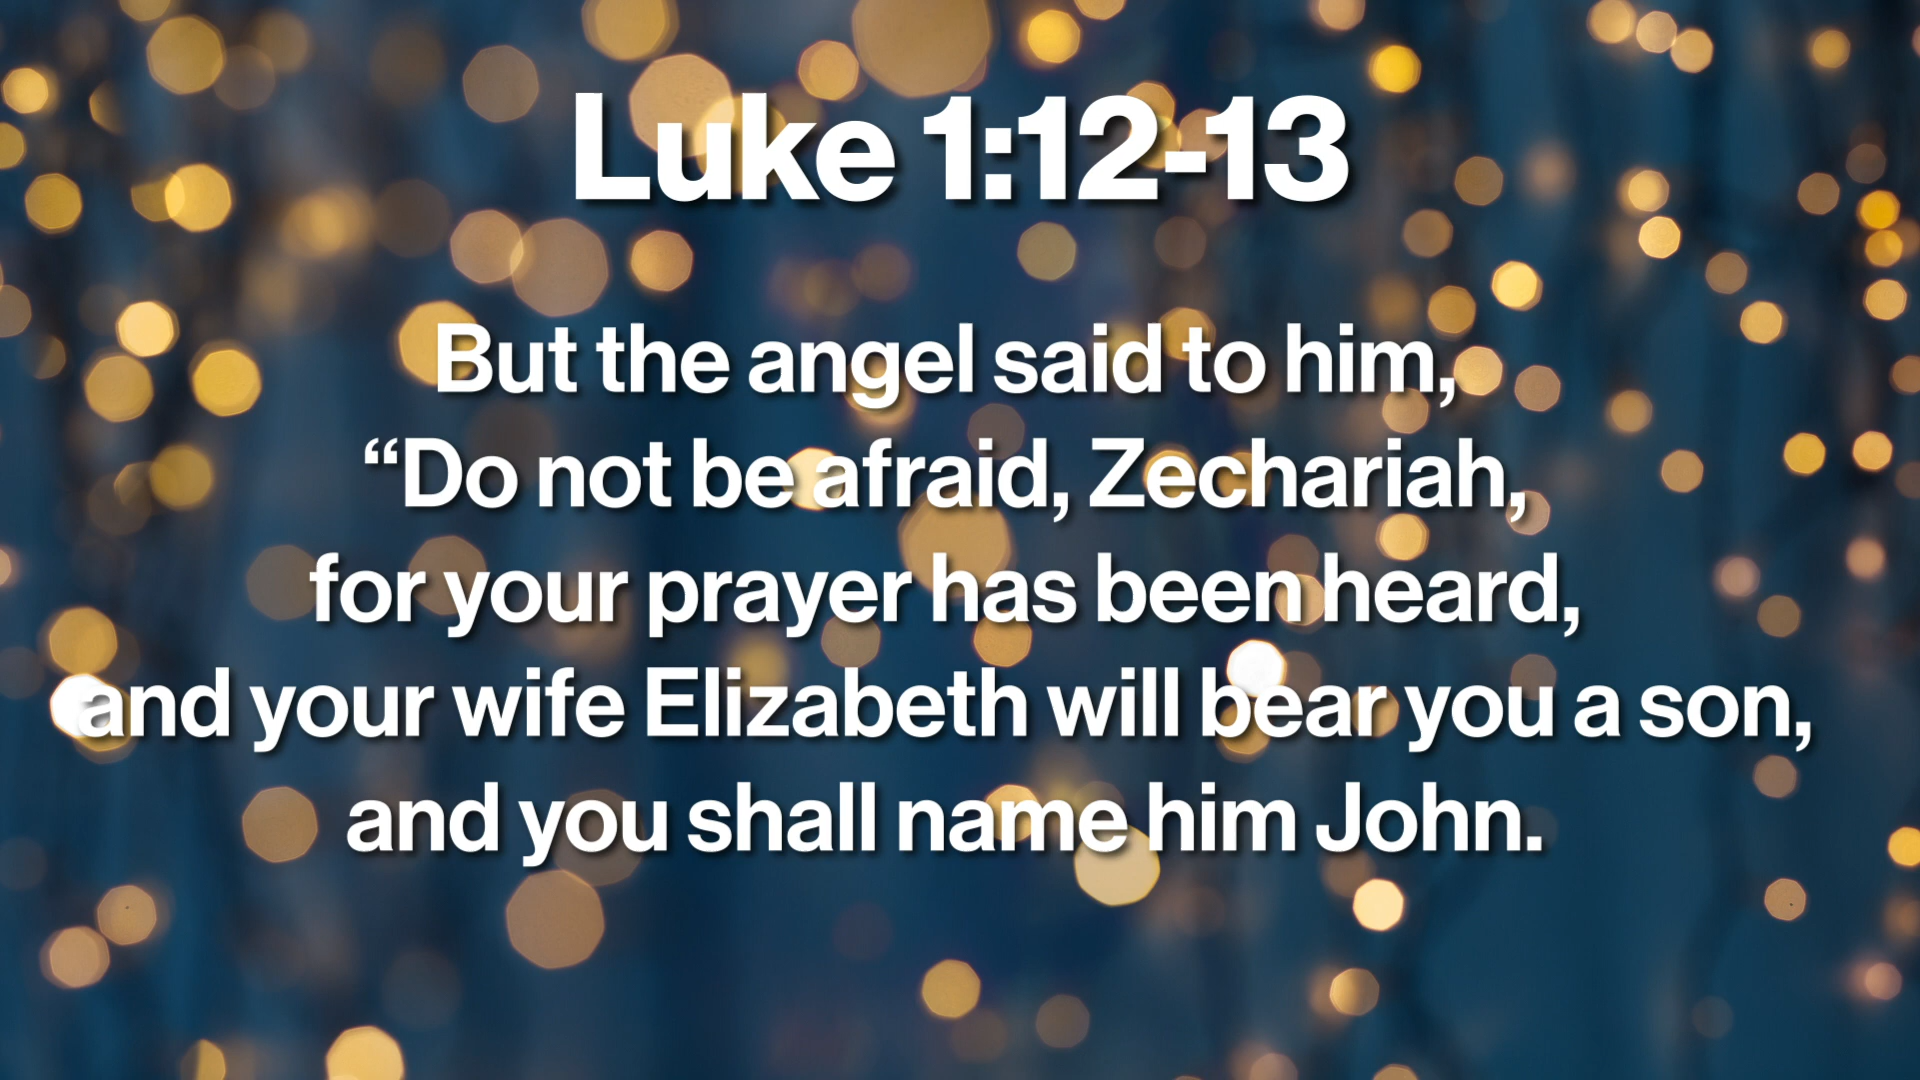 Luke 1:12-13
But the angel said to him,
“Do not be afraid, Zechariah,
for your prayer has been heard,
and your wife Elizabeth will bear you a son,
and you shall name him John.